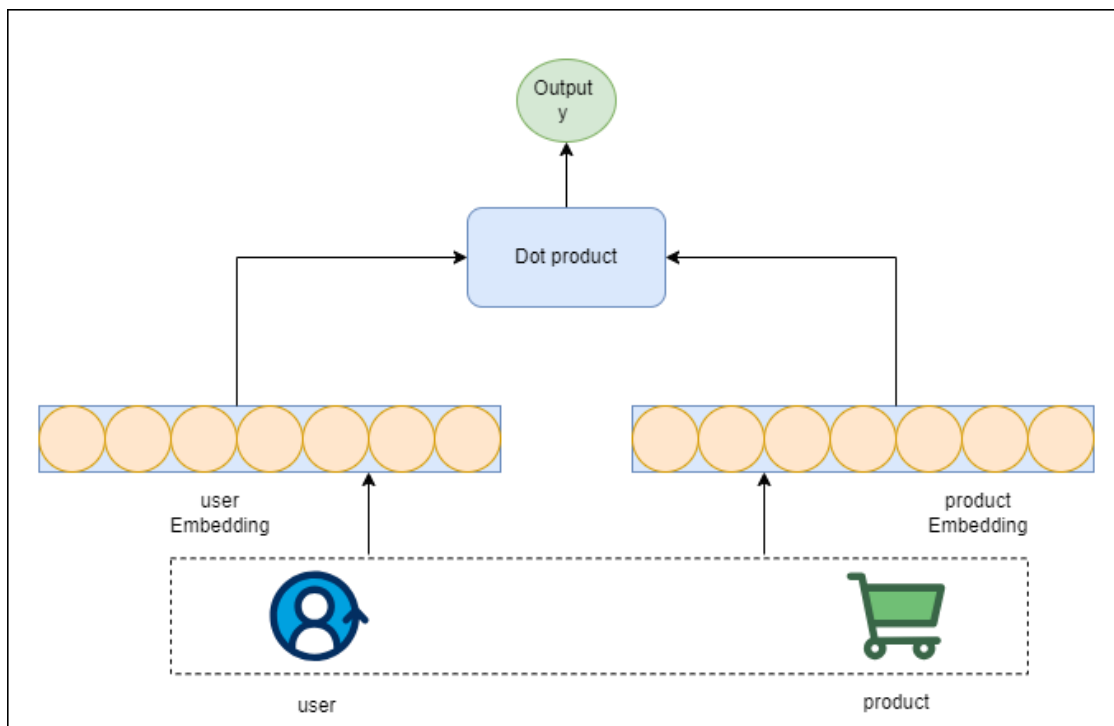 Output
y
Dot product
user
Embedding
product
Embedding
user
product